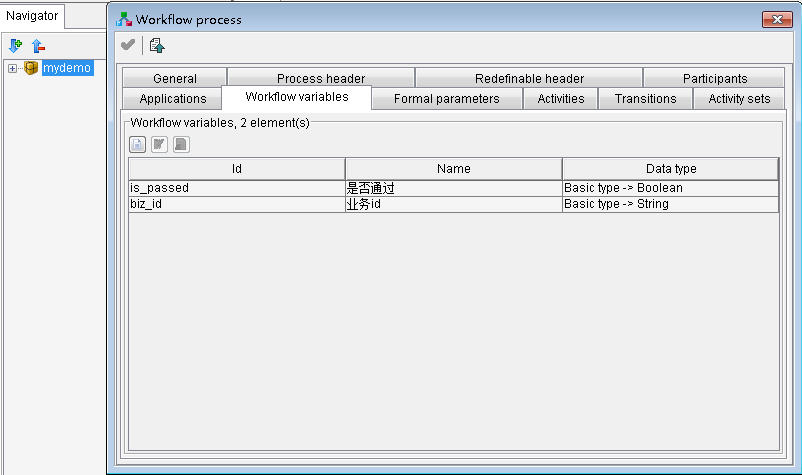 Navigator
mydemo
Workflow process
General Process header Redefinable header Participants
Applications Workflow variables Formal parameters Activities Transitions Activity sets
Workflow variables, 2 element(s)
Id Name Data type
is_passed 是否通过 Basic type -> Boolean
biz_id 业务id Basic type -> String